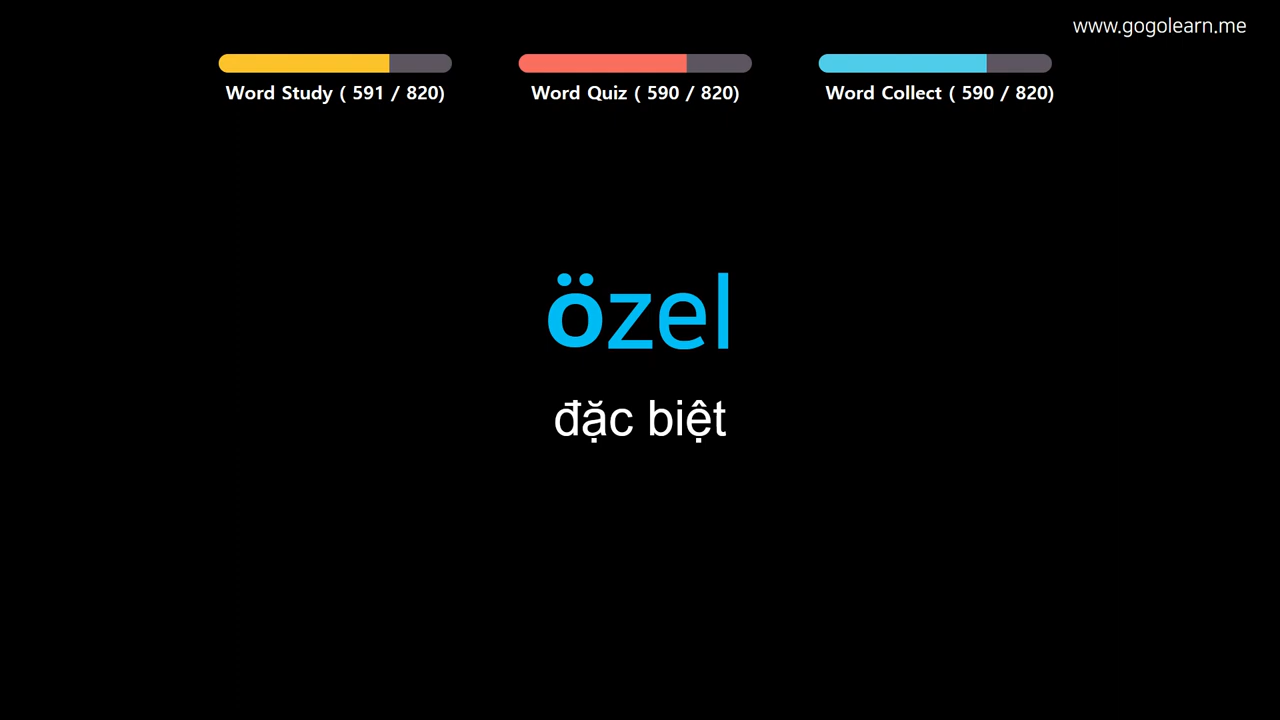 www.gogolearn.me
Word Study ( 591 / 820)
Word Quiz ( 590 / 820)
Word Collect ( 590 / 820)
özel
đặc biệt